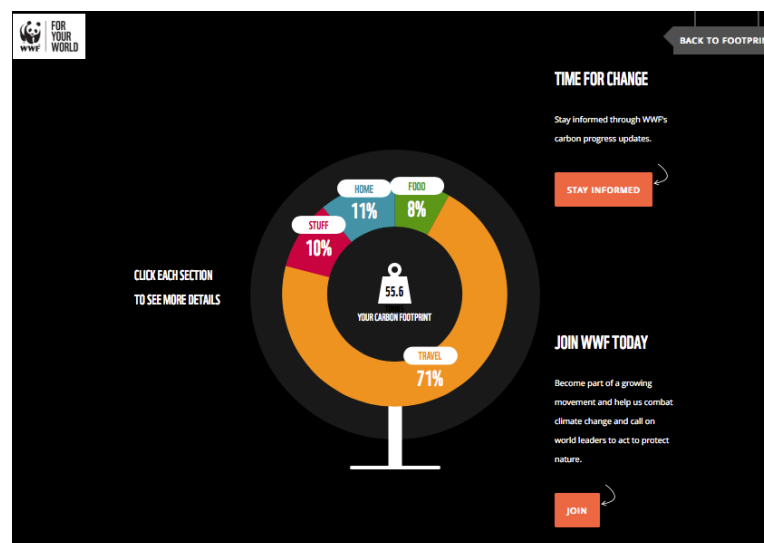 WWF
FOR
YOUR
WORLD
BACK TO FOOTPRI
TIME FOR CHANGE
Stay informed through WWF's
carbon progress updates.
STAY INFORMED
HOME
11%
FOOD
8%
STUFF
10%
CLICK EACH SECTION
TO SEE MORE DETAILS
55.6
YOUR CARBON FOOTPRINT
TRAVEL
71%
JOIN WWF TODAY
Become part of a growing
movement and help us combat
climate change and call on
world leaders to act to protect
nature.
JOIN